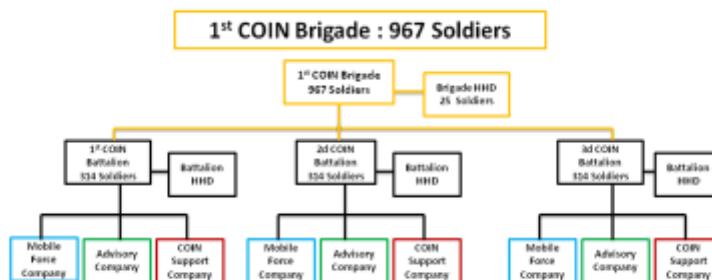 1st COIN Brigade : 967 Soldiers
1st COIN Brigade
967 Soldiers
Brigade HHD
25 Soldiers
1st COIN
Battalion
314 Soldiers
Battalion
HHD
2d COIN
Battalion
314 Soldiers
Battalion
HHD
3d COIN
Battalion
314 Soldiers
Battalion
HHD
Mobile
Force
Company
Advisory
Company
COIN
Support
Company
Mobile
Force
Company
Advisory
Company
COIN
Support
Company
Mobile
Force
Company
Advisory
Company
COIN
Support
Company